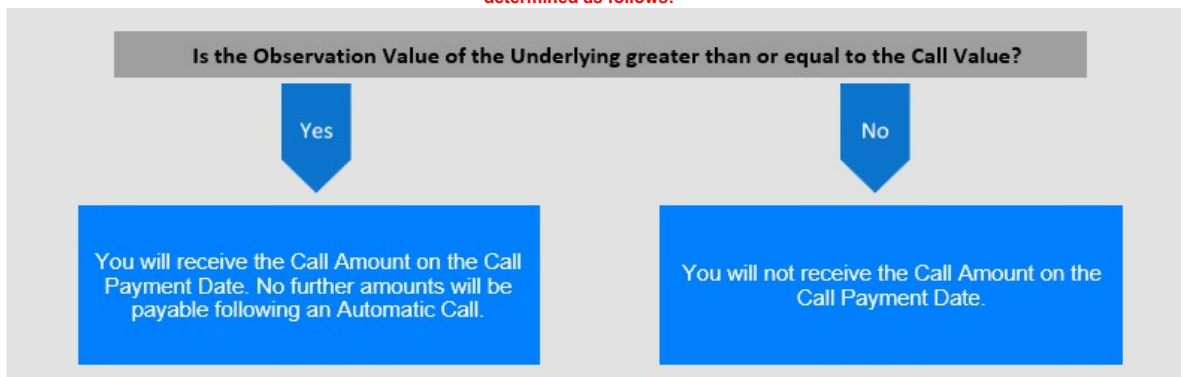 determined as follows:
Is the Observation Value of the Underlying greater than or equal to the Call Value?
Yes
No
You will receive the Call Amount on the Call
Payment Date. No further amounts will be
payable following an Automatic Call.
You will not receive the Call Amount on the
Call Payment Date.